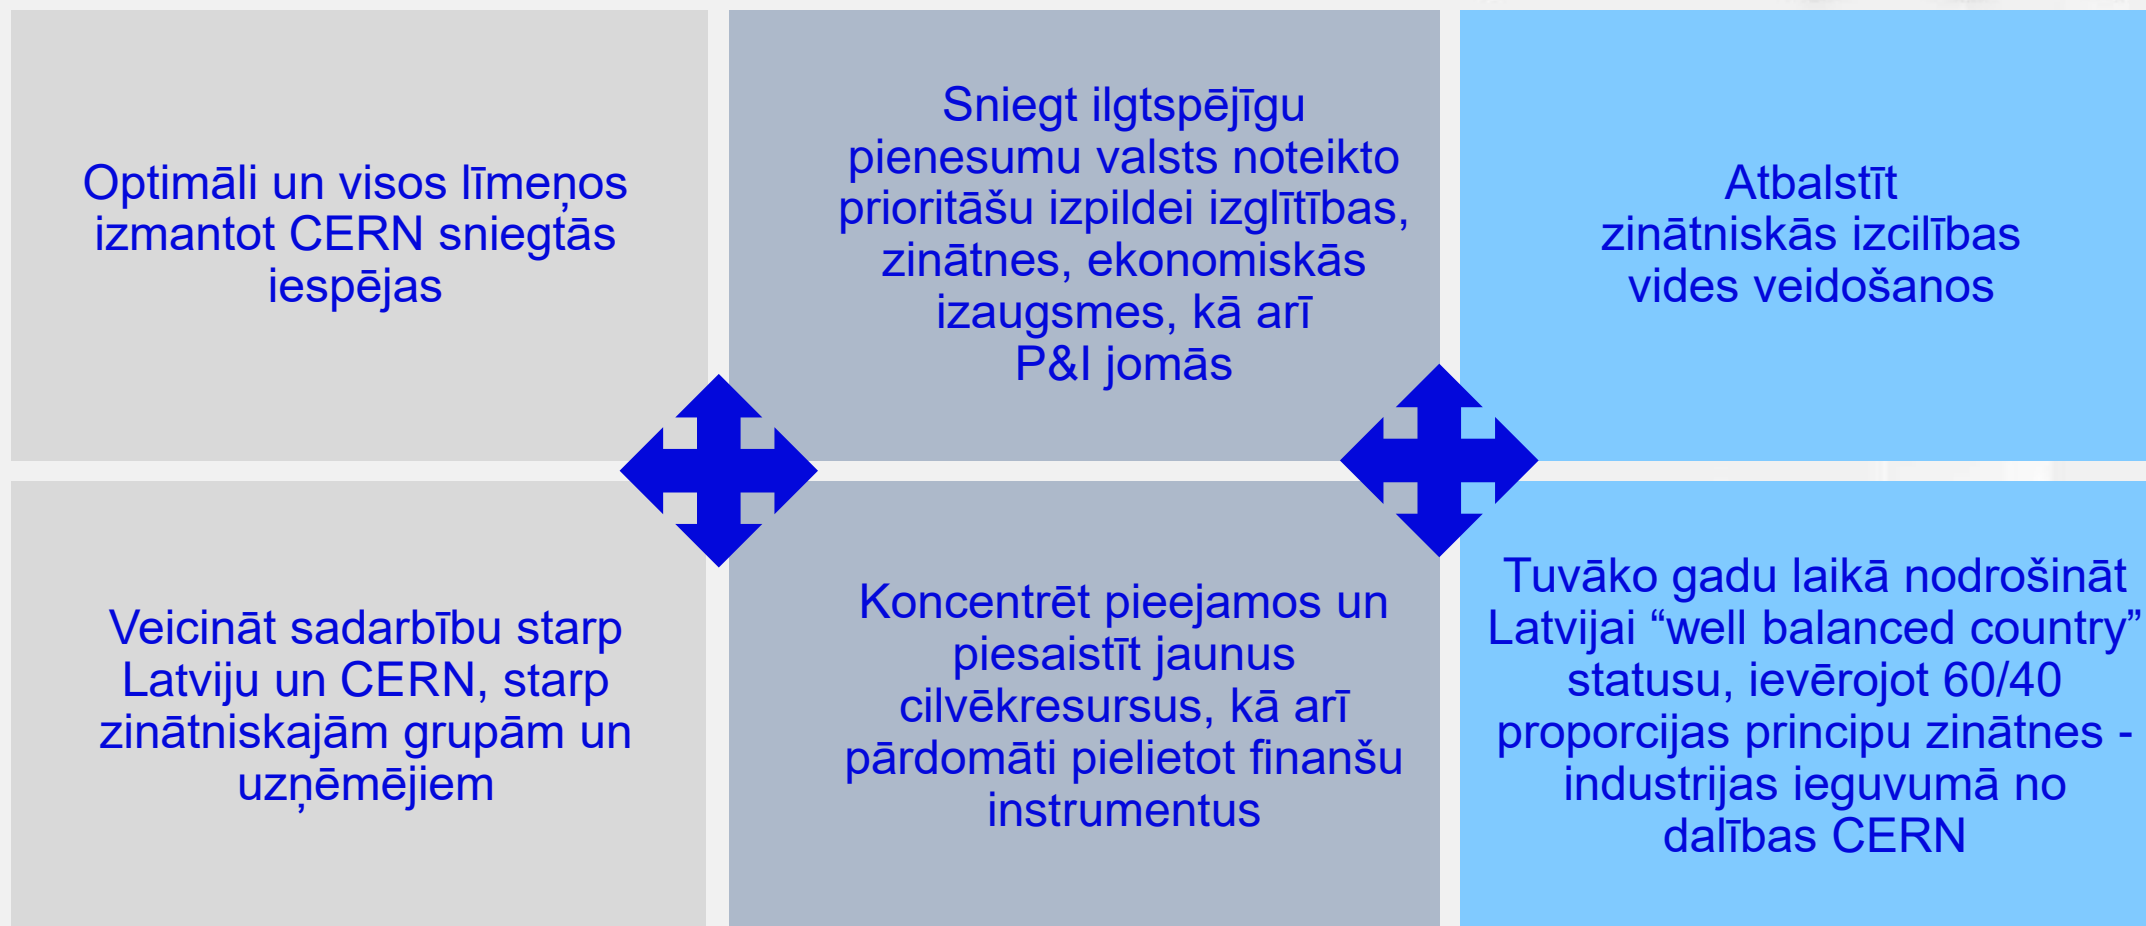 Optimāli un visos līmeņos
izmantot CERN sniegtās
iespējas
Sniegt ilgtspējīgu
pienesumu valsts noteikto
prioritāšu izpildei izglītības,
zinātnes, ekonomiskās
izaugsmes, kā arī
P&I jomās
Atbalstīt
zinātniskās izcilības
vides veidošanos
Veicināt sadarbību starp
Latviju un CERN, starp
zinātniskajām grupām un
uzņēmējiem
Koncentrēt pieejamos un
piesaistīt jaunus
cilvēkresursus, kā arī
pārdomāti pielietot finanšu
instrumentus
Tuvāko gadu laikā nodrošināt
Latvijai “well balanced country”
statusu, ievērojot 60/40
proporcijas principu zinātnes -
industrijas ieguvumā no
dalības CERN